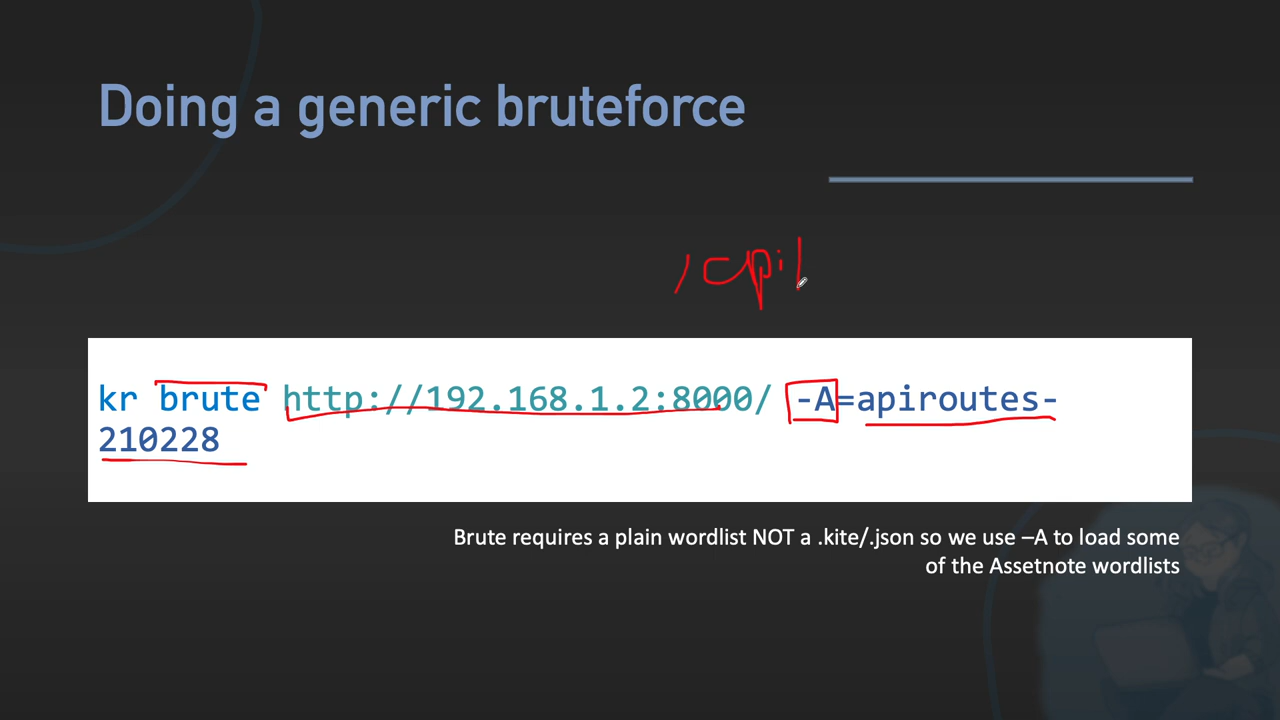 Doing a generic bruteforce
/api/
kr brute http://192.168.1.2:8000/ -A=apiroutes-
210228
Brute requires a plain wordlist NOT a .kite/.json so we use –A to load some
of the Assetnote wordlists